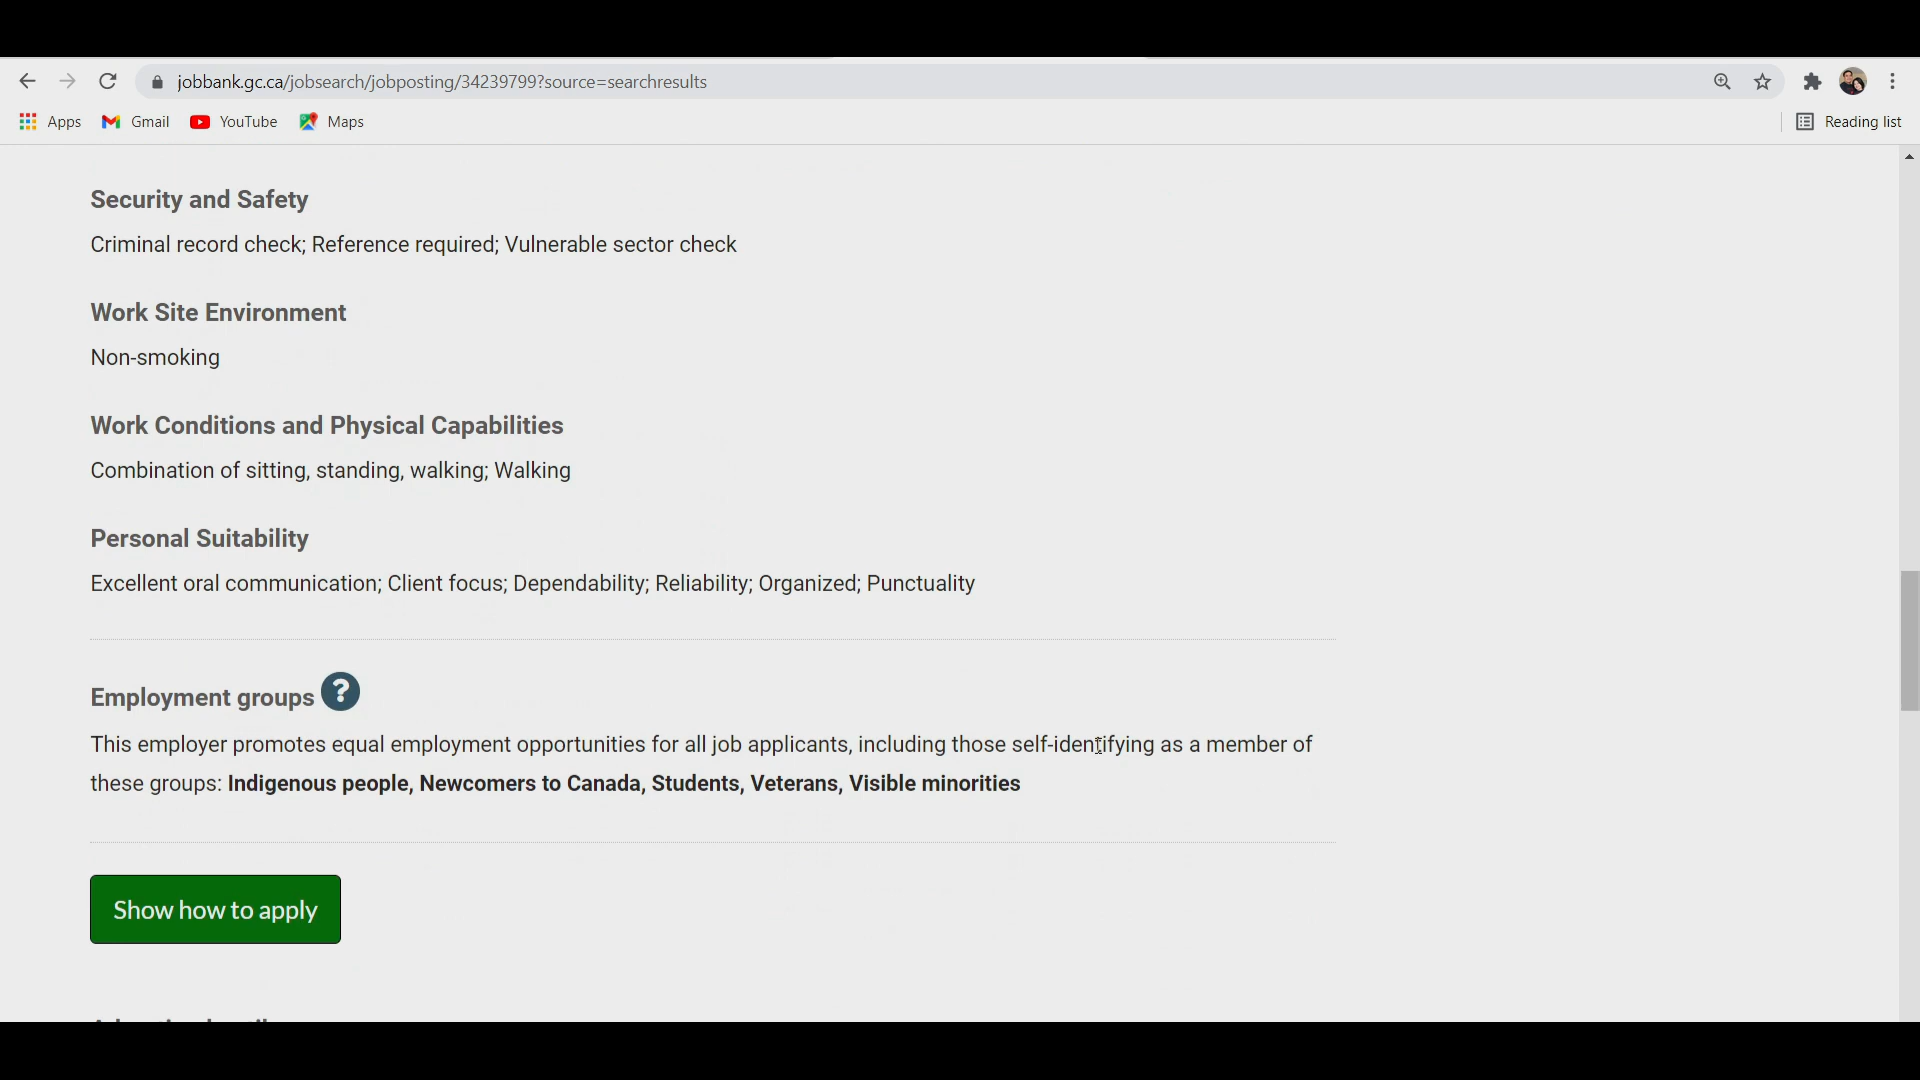 jobbank.gc.ca/jobsearch/jobposting/34239799?source=searchresults
Apps Gmail YouTube Maps Reading list
Security and Safety
Criminal record check; Reference required; Vulnerable sector check
Work Site Environment
Non-smoking
Work Conditions and Physical Capabilities
Combination of sitting, standing, walking; Walking
Personal Suitability
Excellent oral communication; Client focus; Dependability; Reliability; Organized; Punctuality
Employment groups ?
This employer promotes equal employment opportunities for all job applicants, including those self-identifying as a member of
these groups: Indigenous people, Newcomers to Canada, Students, Veterans, Visible minorities
Show how to apply